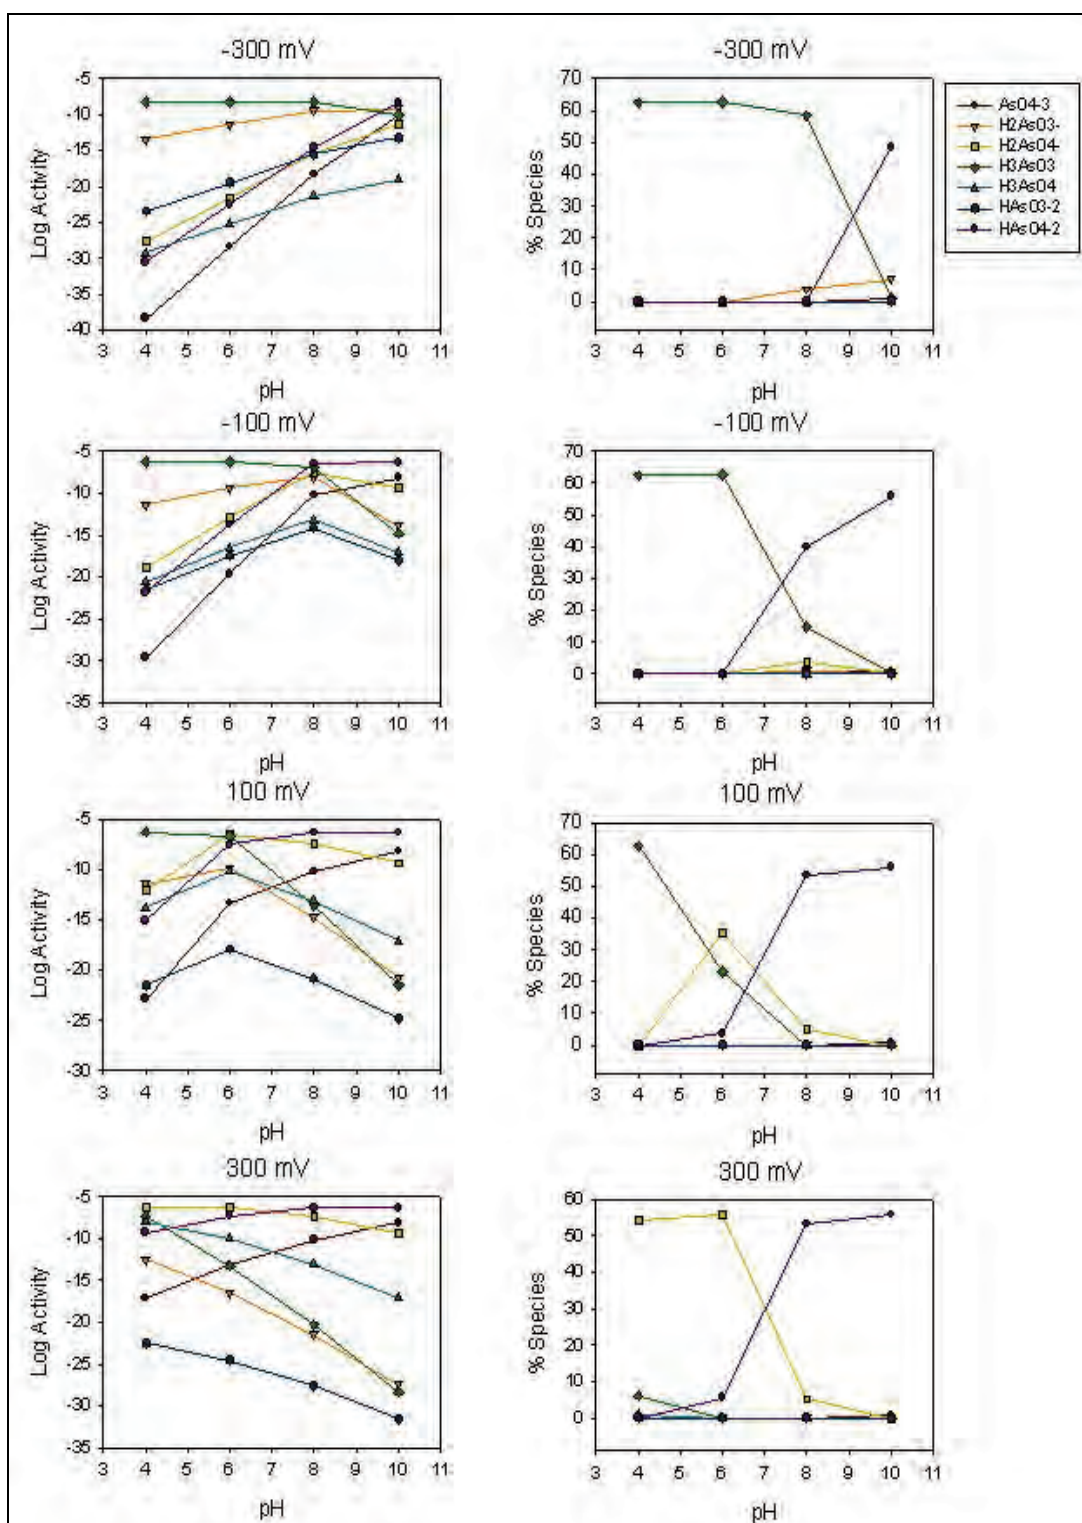 -300 mV
-5
-10
-15
-20
-25
-30
-35
-40
Log Activity
3 4 5 6 7 8 9 10 11
pH
-300 mV
70
60
50
40
30
20
10
0
% Species
3 4 5 6 7 8 9 10 11
pH
AsO4-3
H2AsO3-
H2AsO4-
H3AsO3
H3AsO4
HAsO3-2
HAsO4-2
-100 mV
-5
-10
-15
-20
-25
-30
-35
Log Activity
3 4 5 6 7 8 9 10 11
pH
-100 mV
70
60
50
40
30
20
10
0
% Species
3 4 5 6 7 8 9 10 11
pH
100 mV
-5
-10
-15
-20
-25
-30
Log Activity
3 4 5 6 7 8 9 10 11
pH
100 mV
70
60
50
40
30
20
10
0
% Species
3 4 5 6 7 8 9 10 11
pH
300 mV
-5
-10
-15
-20
-25
-30
-35
Log Activity
3 4 5 6 7 8 9 10 11
pH
300 mV
60
50
40
30
20
10
0
% Species
3 4 5 6 7 8 9 10 11
pH